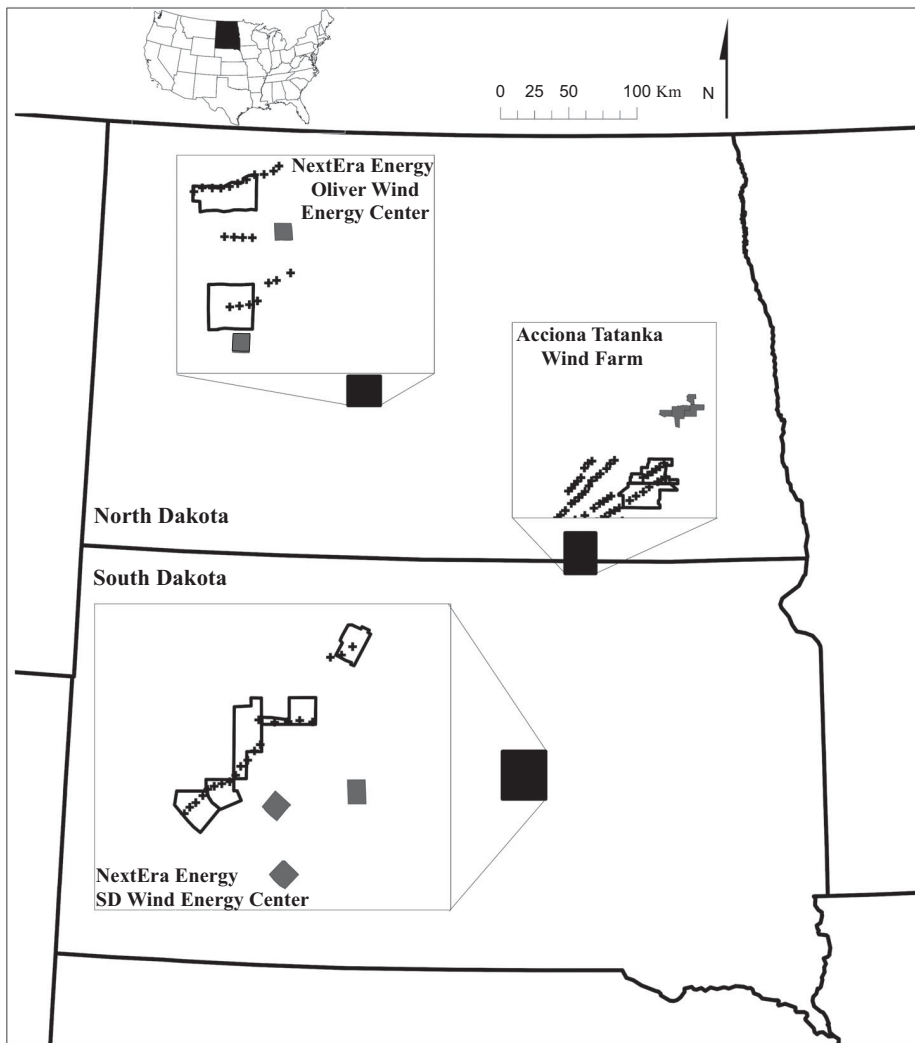 0 25 50 100 Km
N
NextEra Energy
Oliver Wind
Energy Center
Acciona Tatanka
Wind Farm
North Dakota
South Dakota
NextEra Energy
SD Wind Energy Center